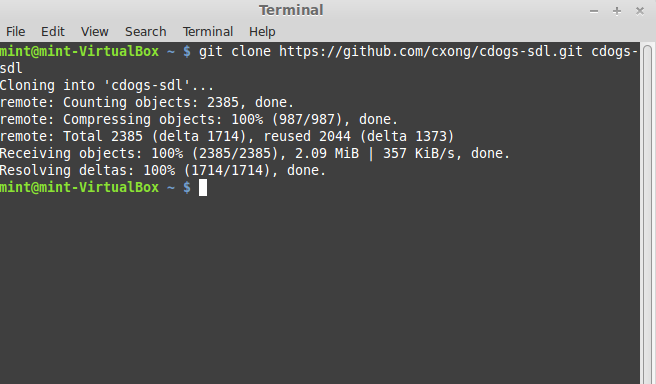 Terminal
File Edit View Search Terminal Help
mint@mint-VirtualBox ~ $ git clone https://github.com/cxong/cdogs-sdl.git cdogs-
sdl
Cloning into 'cdogs-sdl'...
remote: Counting objects: 2385, done.
remote: Compressing objects: 100% (987/987), done.
remote: Total 2385 (delta 1714), reused 2044 (delta 1373)
Receiving objects: 100% (2385/2385), 2.09 MiB | 357 KiB/s, done.
Resolving deltas: 100% (1714/1714), done.
mint@mint-VirtualBox ~ $